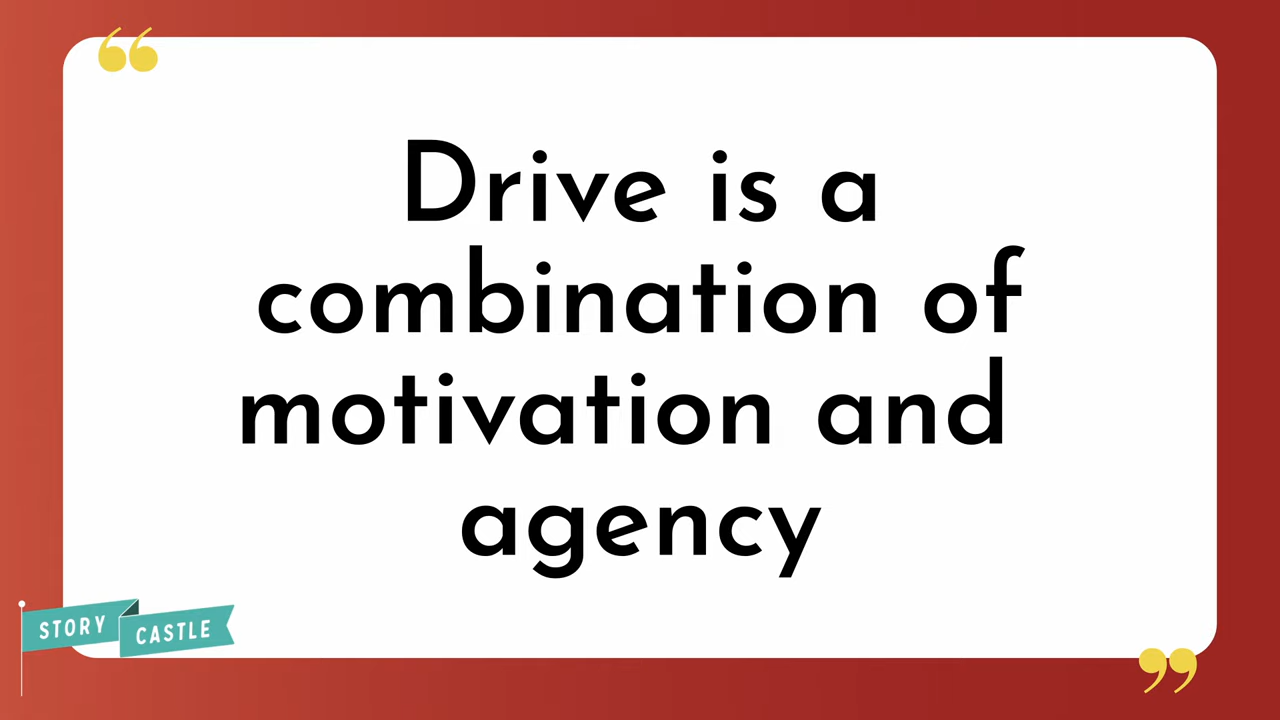 “
Drive is a
combination of
motivation and
agency
STORY CASTLE
”